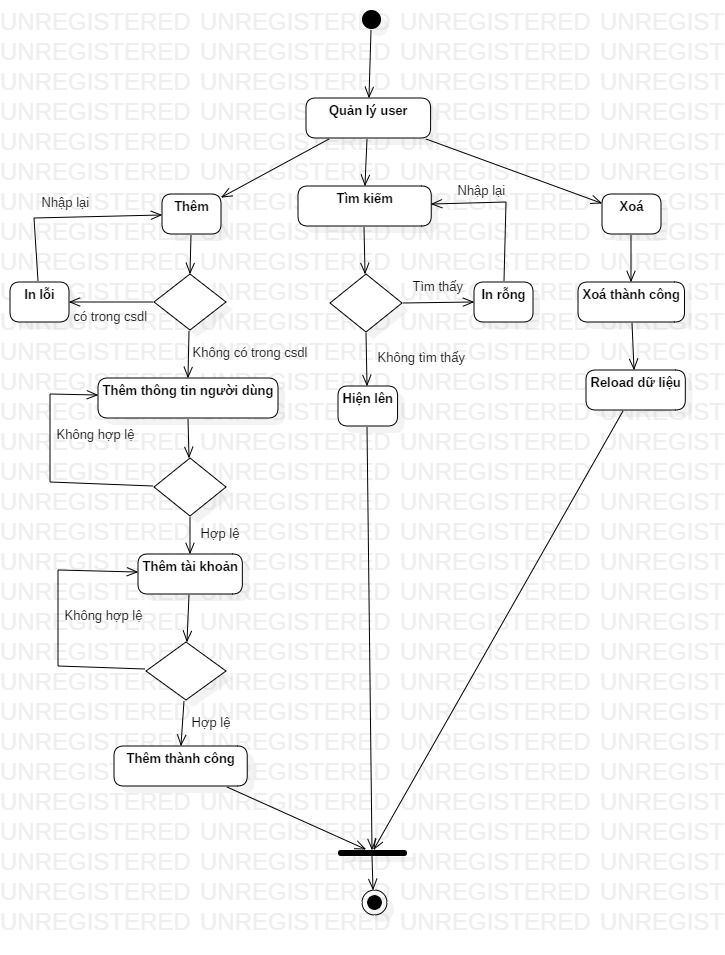 Quản lý user
Nhập lại
Thêm
Tìm kiếm
Nhập lại
Xoá
In lỗi
có trong csdl
Tìm thấy
In rỗng
Xoá thành công
Không có trong csdl
Không tìm thấy
Thêm thông tin người dùng
Hiện lên
Reload dữ liệu
Không hợp lệ
Hợp lệ
Thêm tài khoản
Không hợp lệ
Hợp lệ
Thêm thành công